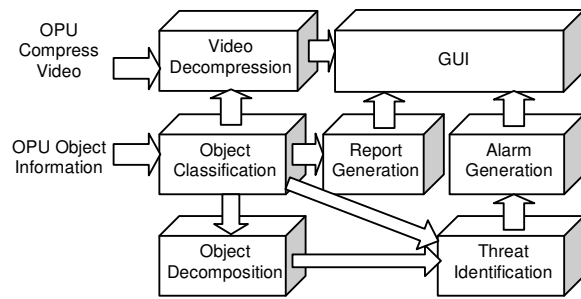 OPU
Compress
Video
Video
Decompression
GUI
OPU Object
Information
Object
Classification
Report
Generation
Alarm
Generation
Object
Decomposition
Threat
Identification